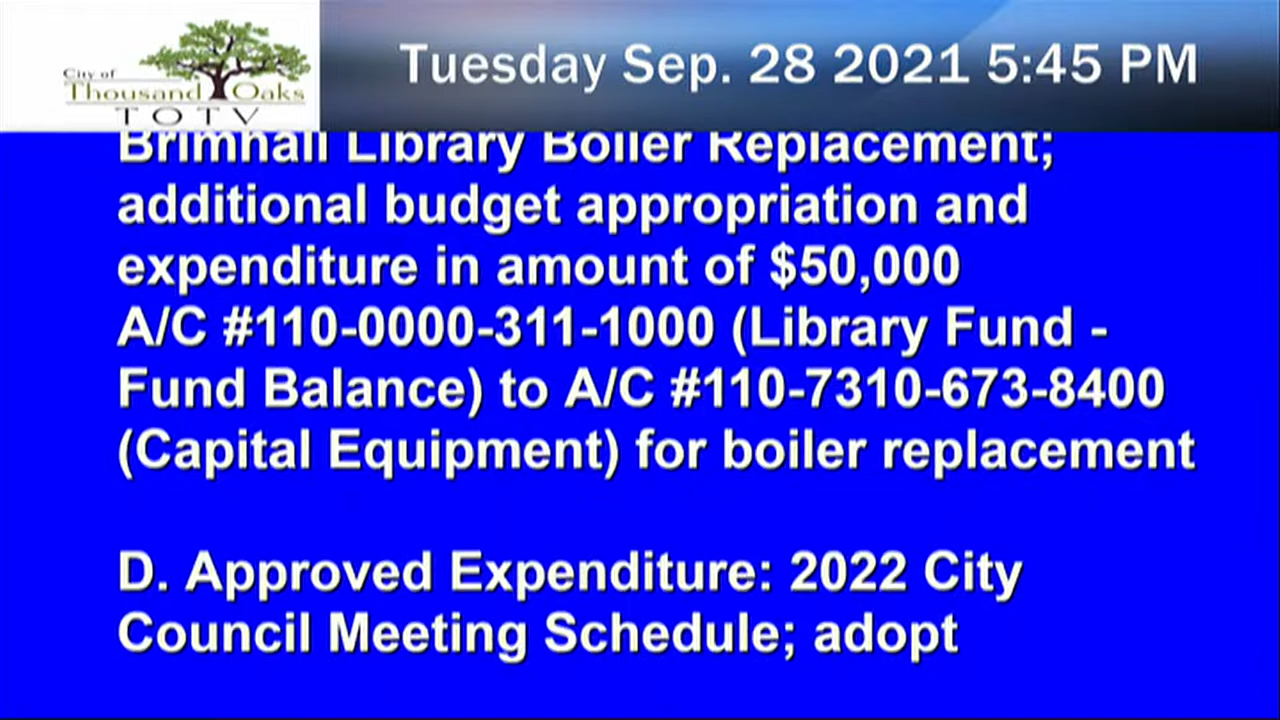 City of
Thousand Oaks
TOTV
Tuesday Sep. 28 2021 5:45 PM
Brimhall Library Boiler Replacement;
additional budget appropriation and
expenditure in amount of $50,000
A/C #110-0000-311-1000 (Library Fund -
Fund Balance) to A/C #110-7310-673-8400
(Capital Equipment) for boiler replacement
D. Approved Expenditure: 2022 City
Council Meeting Schedule; adopt